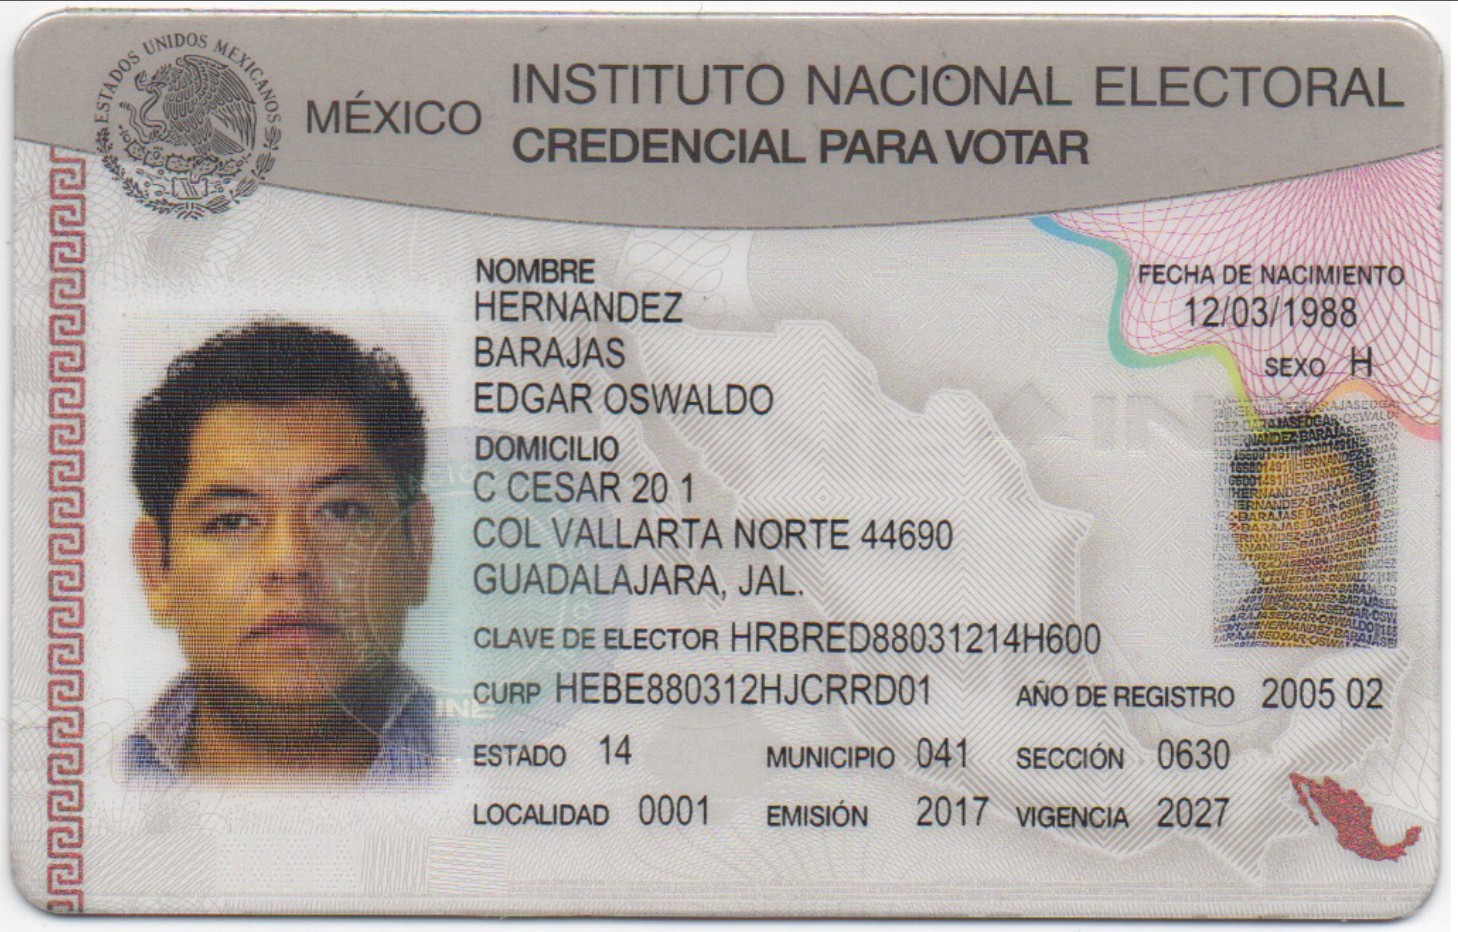 ESTADOS UNIDOS MEXICANOS
MÉXICO
INSTITUTO NACIONAL ELECTORAL
CREDENCIAL PARA VOTAR
NOMBRE
HERNANDEZ
BARAJAS
EDGAR OSWALDO
FECHA DE NACIMIENTO
12/03/1988
SEXO H
DOMICILIO
C CESAR 20 1
COL VALLARTA NORTE 44690
GUADALAJARA, JAL.
CLAVE DE ELECTOR HRBRED88031214H600
CURP HEBE880312HJCRRD01
AÑO DE REGISTRO 2005 02
ESTADO 14
MUNICIPIO 041
SECCIÓN 0630
LOCALIDAD 0001
EMISIÓN 2017
VIGENCIA 2027
INE